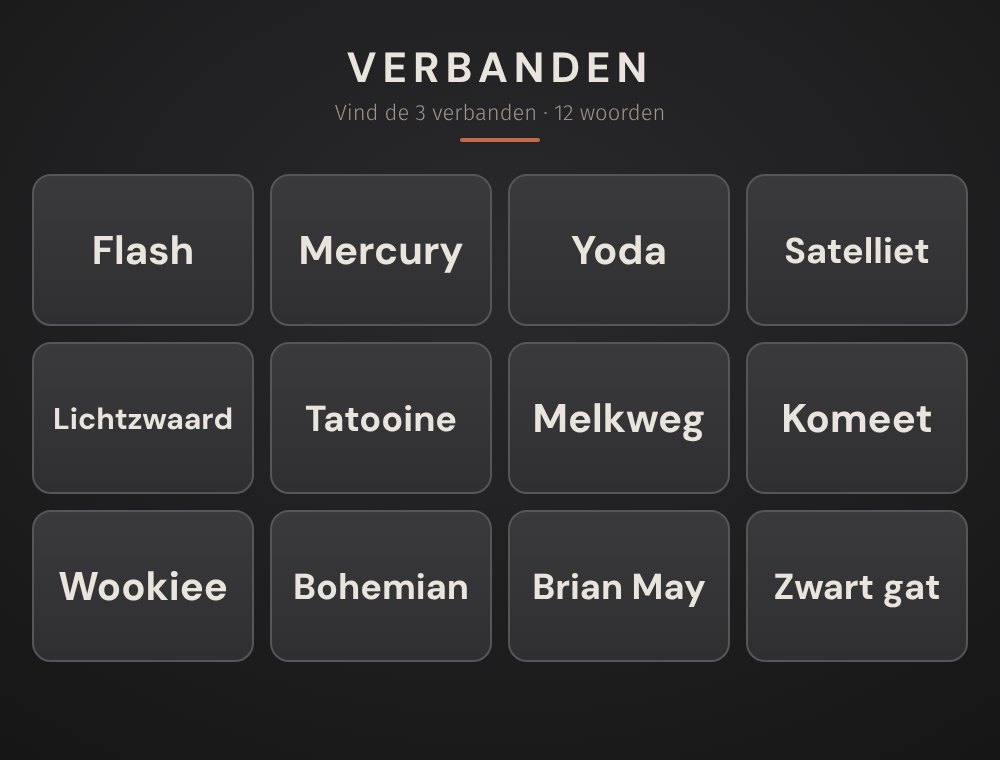 VERBANDEN
Vind de 3 verbanden · 12 woorden
Flash Mercury Yoda Satelliet
Lichtzwaard Tatooine Melkweg Komeet
Wookiee Bohemian Brian May Zwart gat